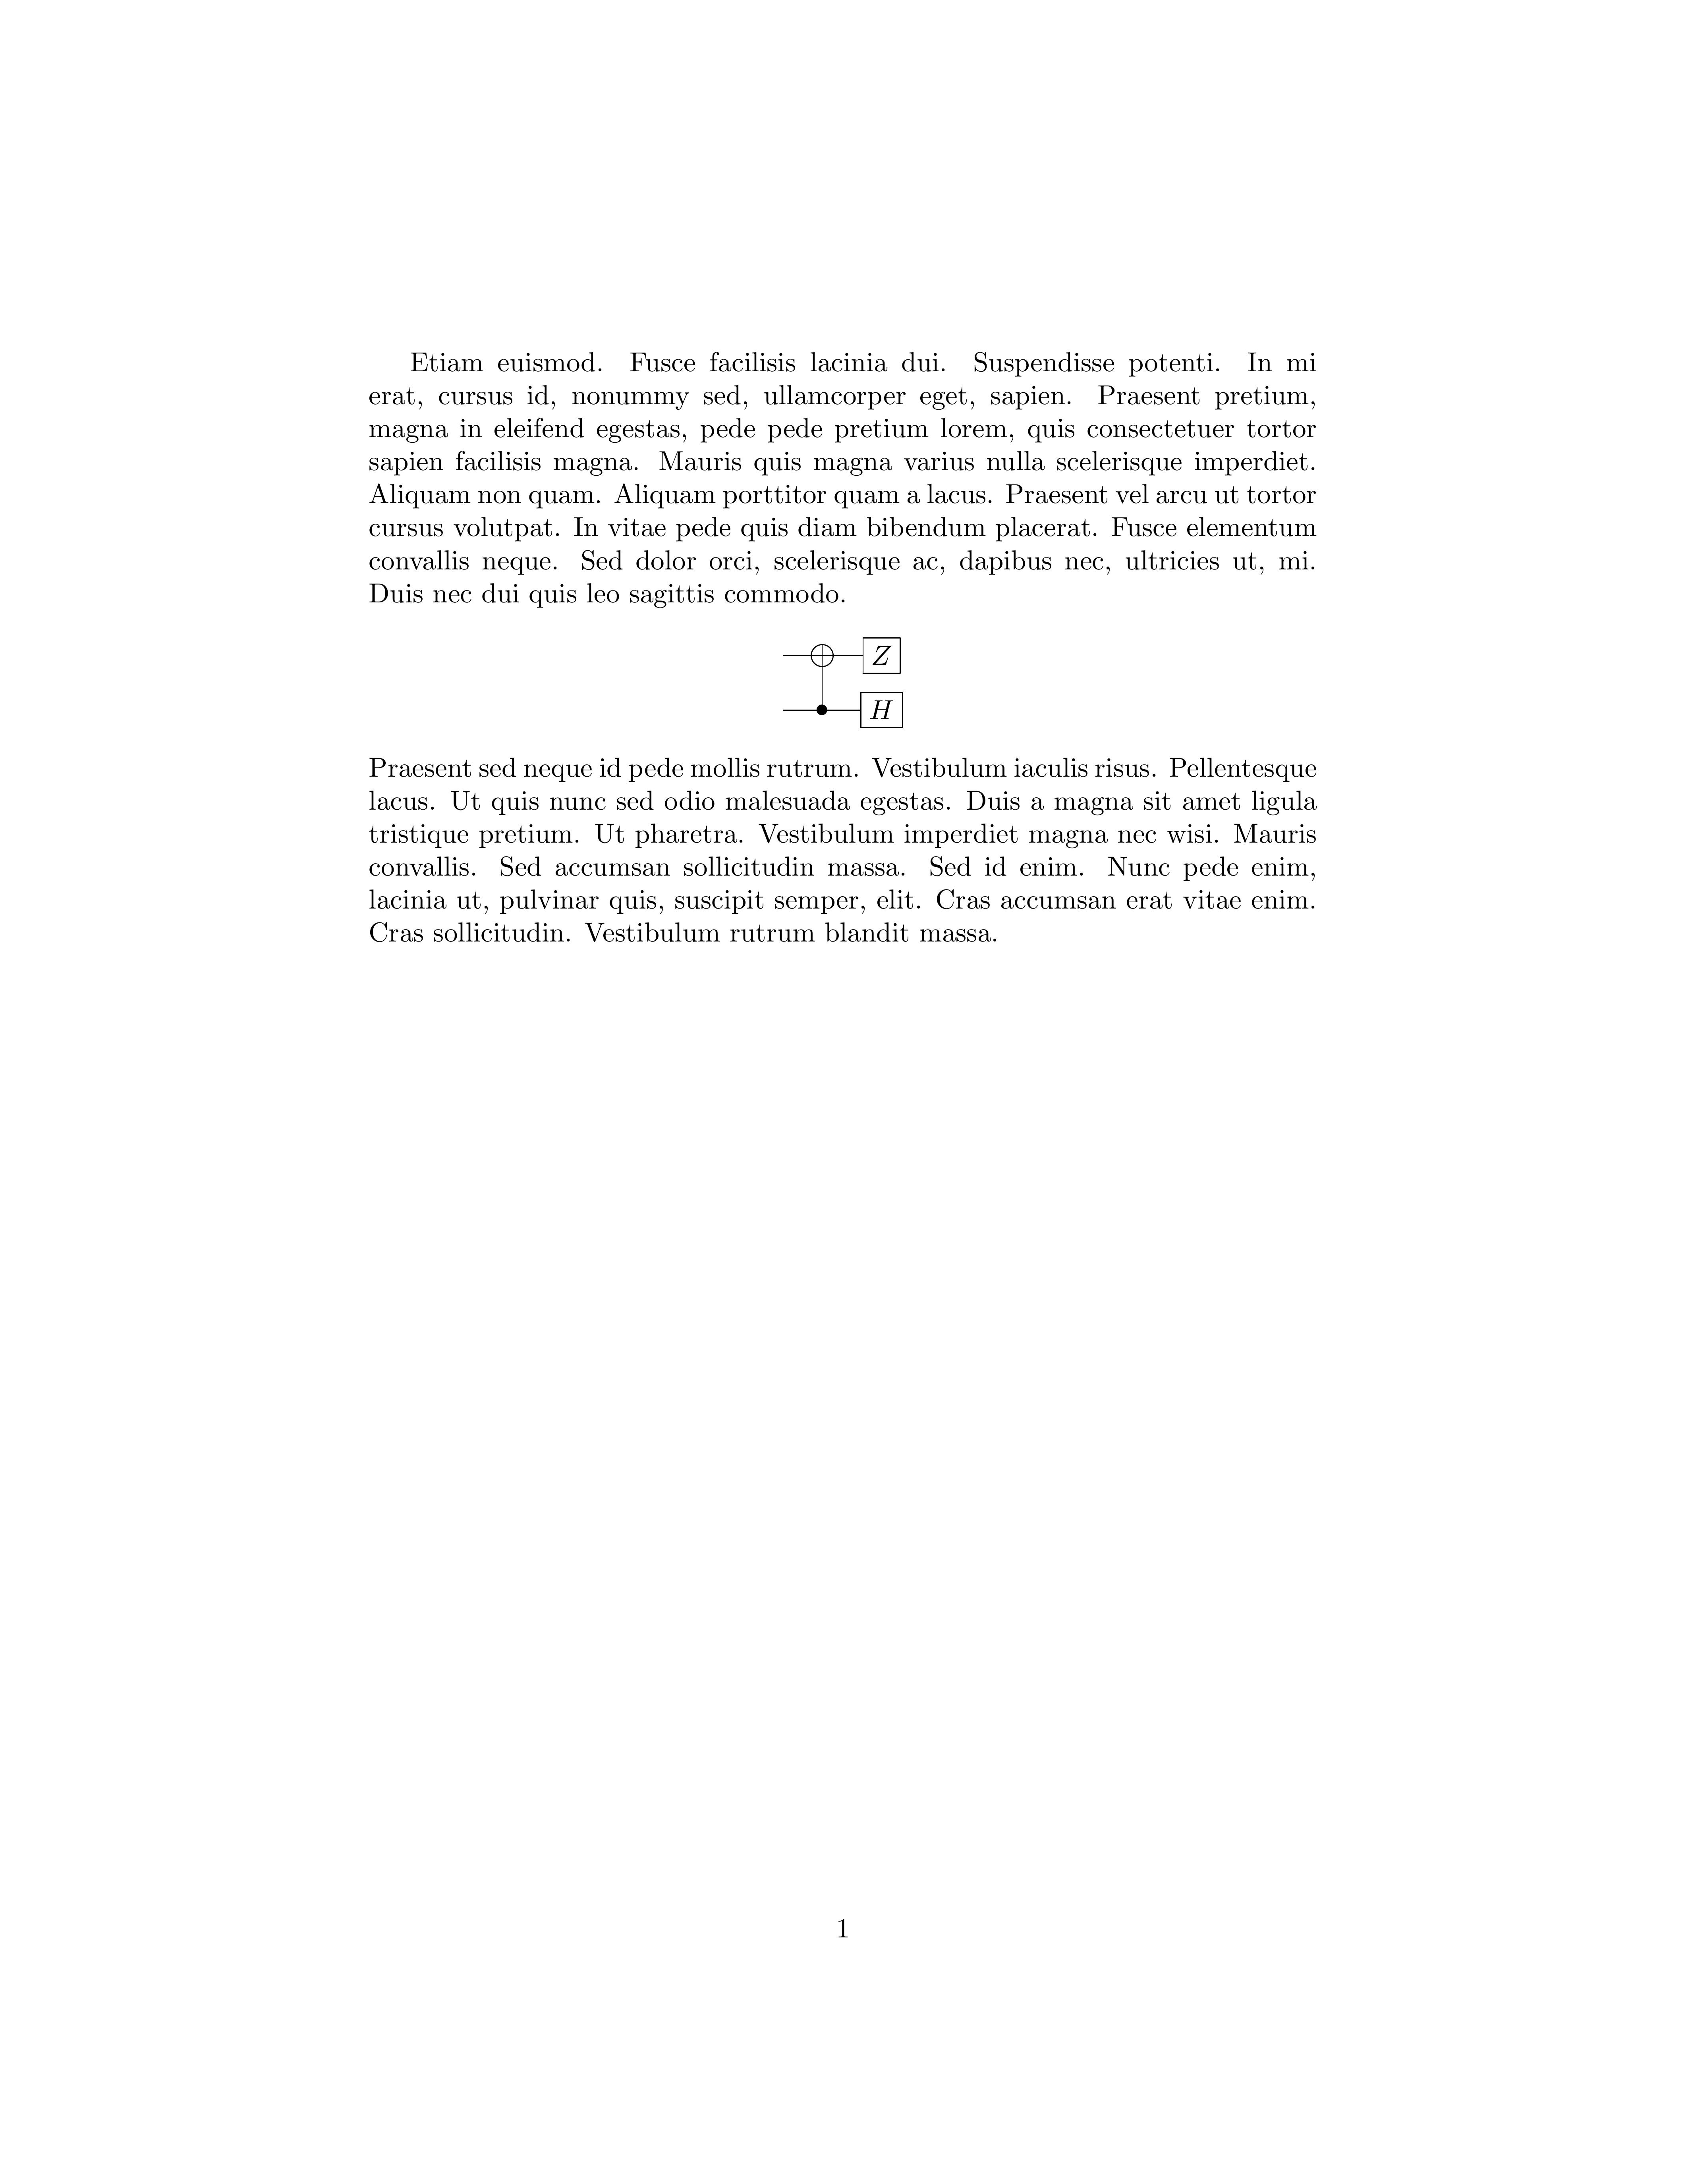 Etiam euismod. Fusce facilisis lacinia dui. Suspendisse potenti. In mi
erat, cursus id, nonummy sed, ullamcorper eget, sapien. Praesent pretium,
magna in eleifend egestas, pede pede pretium lorem, quis consectetuer tortor
sapien facilisis magna. Mauris quis magna varius nulla scelerisque imperdiet.
Aliquam non quam. Aliquam porttitor quam a lacus. Praesent vel arcu ut tortor
cursus volutpat. In vitae pede quis diam bibendum placerat. Fusce elementum
convallis neque. Sed dolor orci, scelerisque ac, dapibus nec, ultricies ut, mi.
Duis nec dui quis leo sagittis commodo.
Z
H
Praesent sed neque id pede mollis rutrum. Vestibulum iaculis risus. Pellentesque
lacus. Ut quis nunc sed odio malesuada egestas. Duis a magna sit amet ligula
tristique pretium. Ut pharetra. Vestibulum imperdiet magna nec wisi. Mauris
convallis. Sed accumsan sollicitudin massa. Sed id enim. Nunc pede enim,
lacinia ut, pulvinar quis, suscipit semper, elit. Cras accumsan erat vitae enim.
Cras sollicitudin. Vestibulum rutrum blandit massa.
1